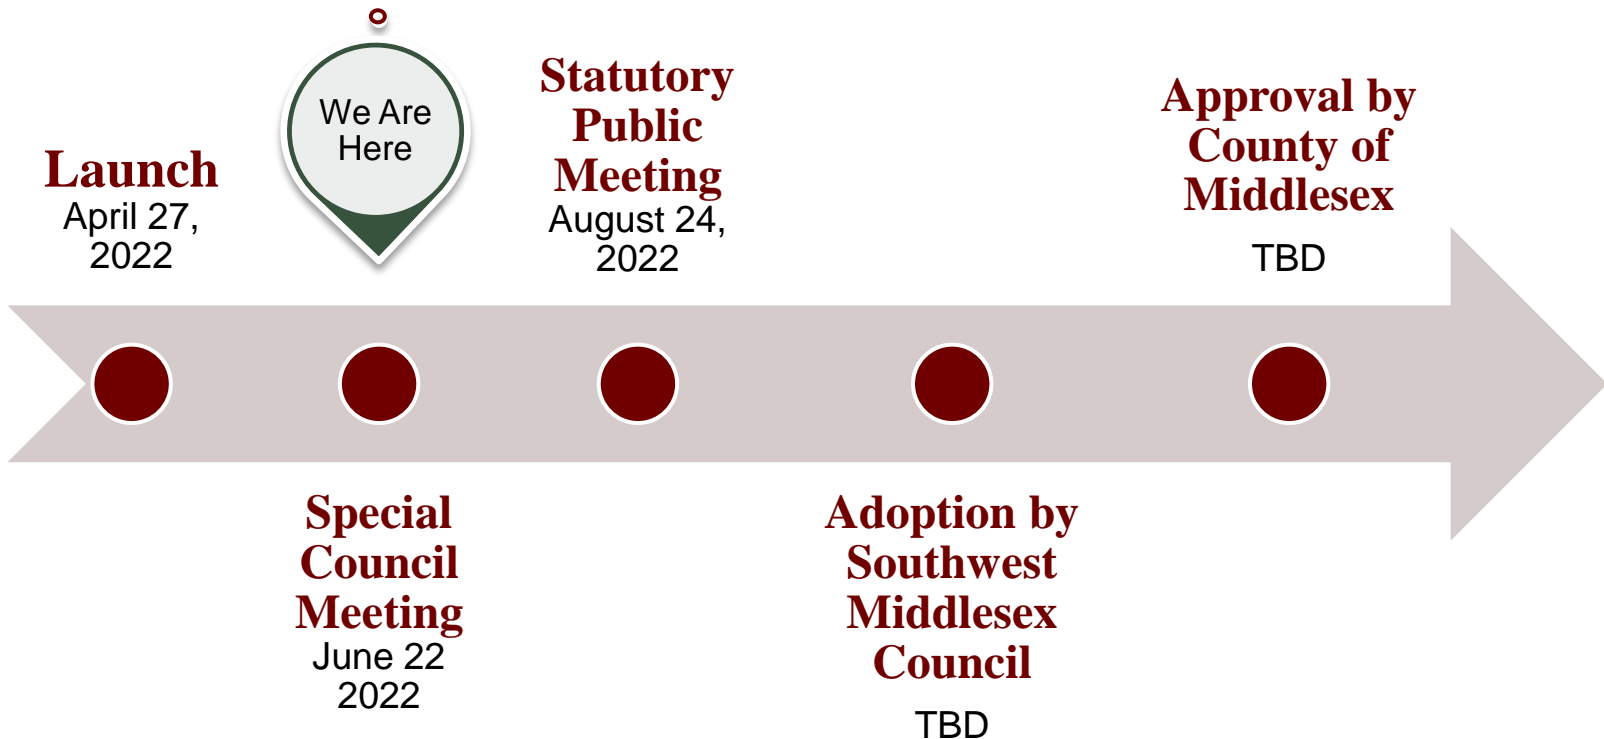 Launch
April 27,
2022
We Are
Here
Special
Council
Meeting
June 22
2022
Statutory
Public
Meeting
August 24,
2022
Adoption by
Southwest
Middlesex
Council
TBD
Approval by
County of
Middlesex
TBD